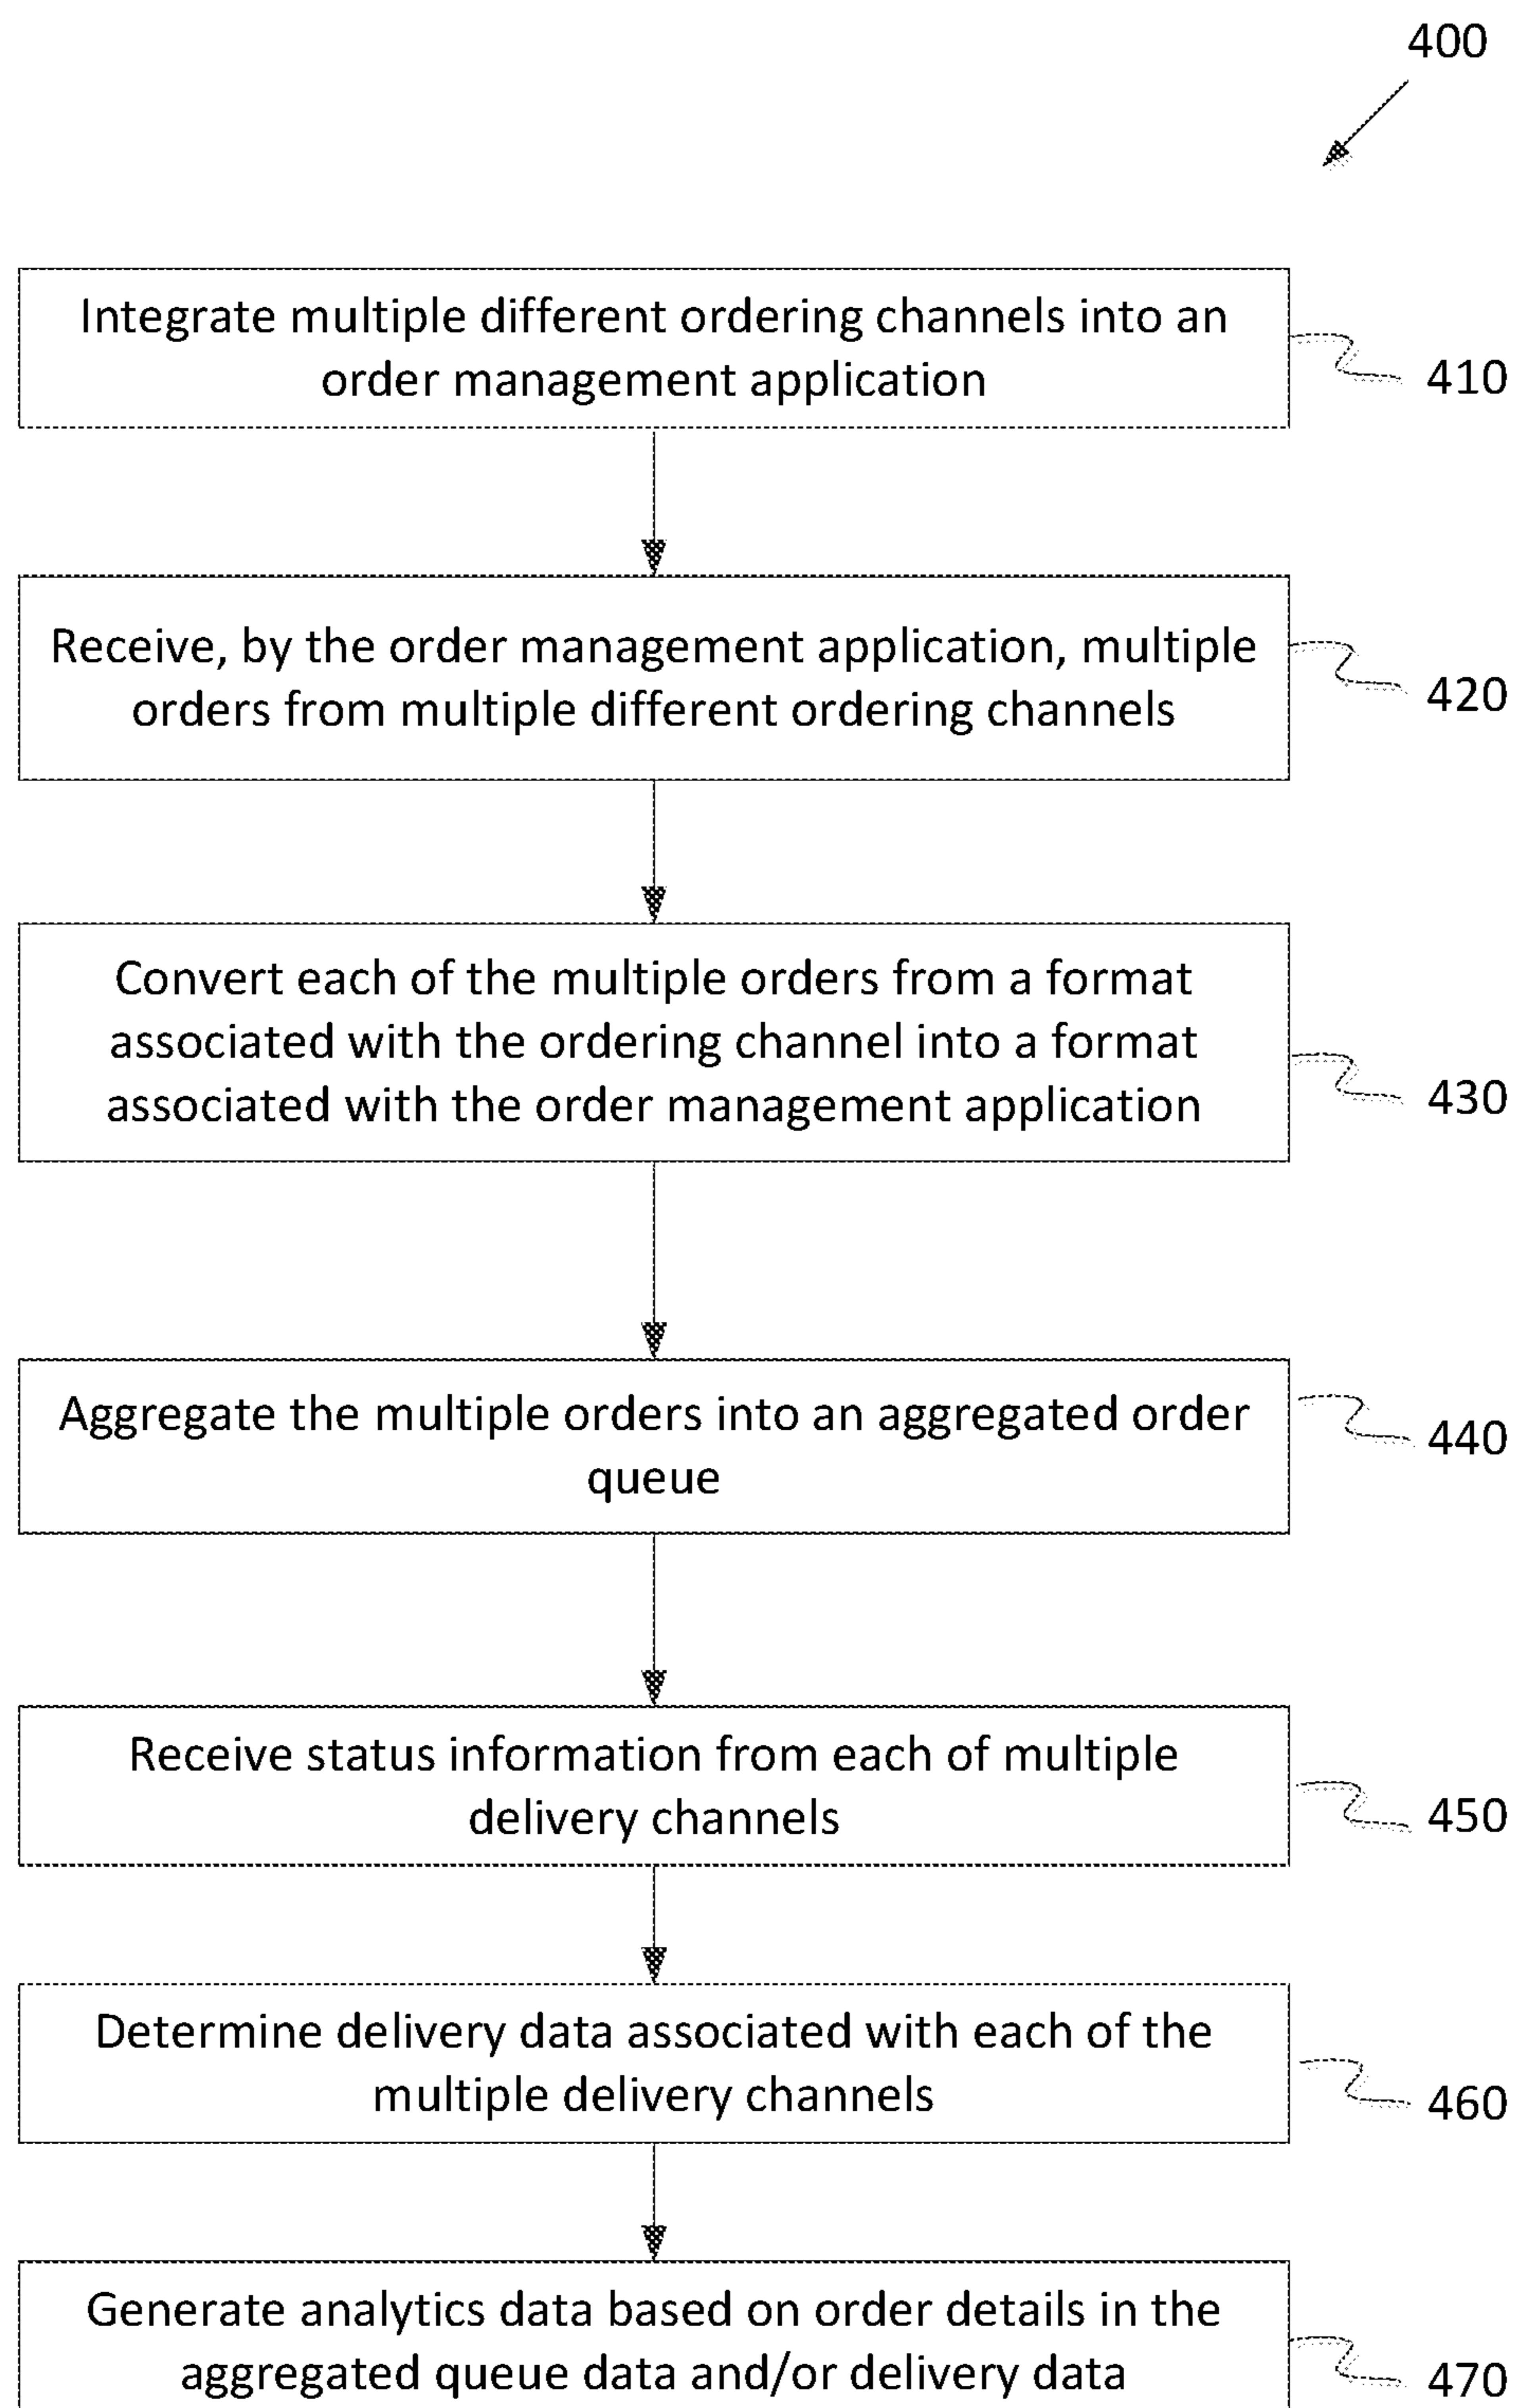 400
Integrate multiple different ordering channels into an
order management application
410
Receive, by the order management application, multiple
orders from multiple different ordering channels
420
Convert each of the multiple orders from a format
associated with the ordering channel into a format
associated with the order management application
430
Aggregate the multiple orders into an aggregated order
queue
440
Receive status information from each of multiple
delivery channels
450
Determine delivery data associated with each of the
multiple delivery channels
460
Generate analytics data based on order details in the
aggregated queue data and/or delivery data
470